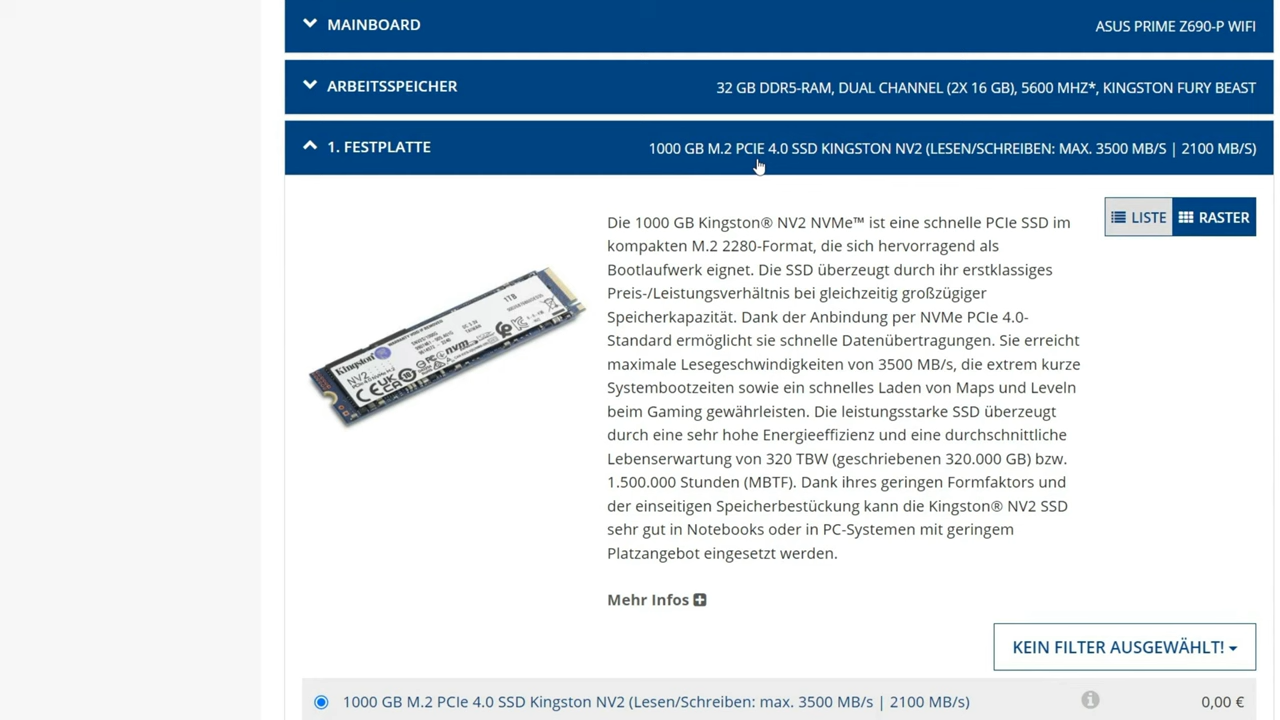 MAINBOARD
ASUS PRIME Z690-P WIFI
ARBEITSSPEICHER
32 GB DDR5-RAM, DUAL CHANNEL (2X 16 GB), 5600 MHZ*, KINGSTON FURY BEAST
1. FESTPLATTE
1000 GB M.2 PCIE 4.0 SSD KINGSTON NV2 (LESEN/SCHREIBEN: MAX. 3500 MB/S | 2100 MB/S)
LISTE
RASTER
Die 1000 GB Kingston® NV2 NVMe™ ist eine schnelle PCIe SSD im
kompakten M.2 2280-Format, die sich hervorragend als
Bootlaufwerk eignet. Die SSD überzeugt durch ihr erstklassiges
Preis-/Leistungsverhältnis bei gleichzeitig großzügiger
Speicherkapazität. Dank der Anbindung per NVMe PCIe 4.0-
Standard ermöglicht sie schnelle Datenübertragungen. Sie erreicht
maximale Lesegeschwindigkeiten von 3500 MB/s, die extrem kurze
Systembootzeiten sowie ein schnelles Laden von Maps und Leveln
beim Gaming gewährleisten. Die leistungsstarke SSD überzeugt
durch eine sehr hohe Energieeffizienz und eine durchschnittliche
Lebenserwartung von 320 TBW (geschriebenen 320.000 GB) bzw.
1.500.000 Stunden (MBTF). Dank ihres geringen Formfaktors und
der einseitigen Speicherbestückung kann die Kingston® NV2 SSD
sehr gut in Notebooks oder in PC-Systemen mit geringem
Platzangebot eingesetzt werden.
1TB
Kingston
NV2
nvm
Mehr Infos
KEIN FILTER AUSGEWÄHLT!
1000 GB M.2 PCIe 4.0 SSD Kingston NV2 (Lesen/Schreiben: max. 3500 MB/s | 2100 MB/s)
0,00 €